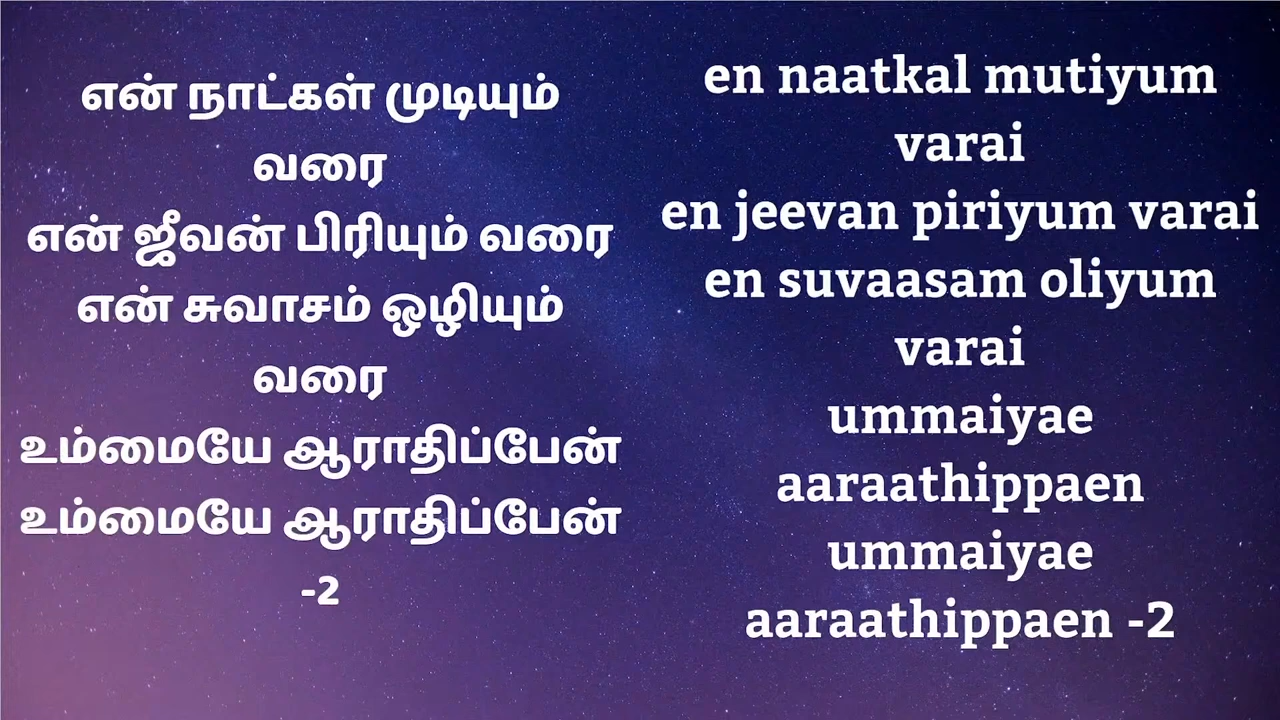 என் நாட்கள் முடியும்
வரை
என் ஜீவன் பிரியும் வரை
என் சுவாசம் ஒழியும்
வரை
உம்மையே ஆராதிப்பேன்
உம்மையே ஆராதிப்பேன்
-2
en naatkal mutiyum
varai
en jeevan piriyum varai
en suvaasam oliyum
varai
ummaiyae
aaraathippaen
ummaiyae
aaraathippaen -2